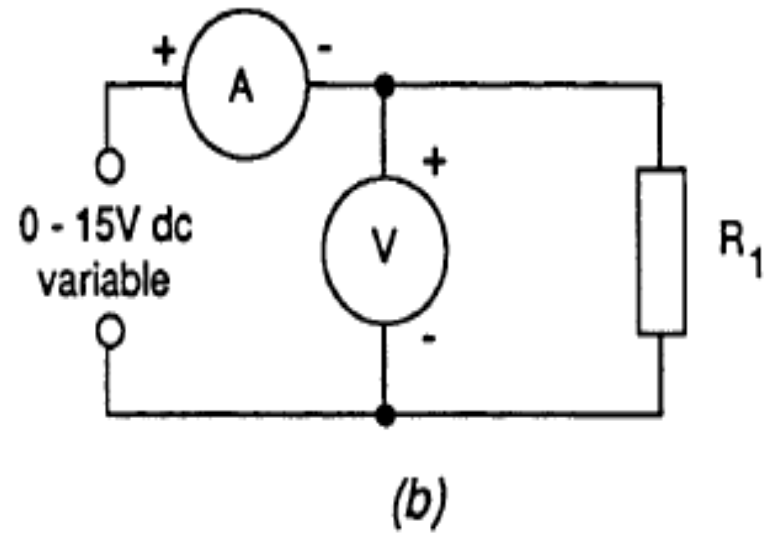 + A -
+
0 - 15V dc
variable
V
R1
-
(b)